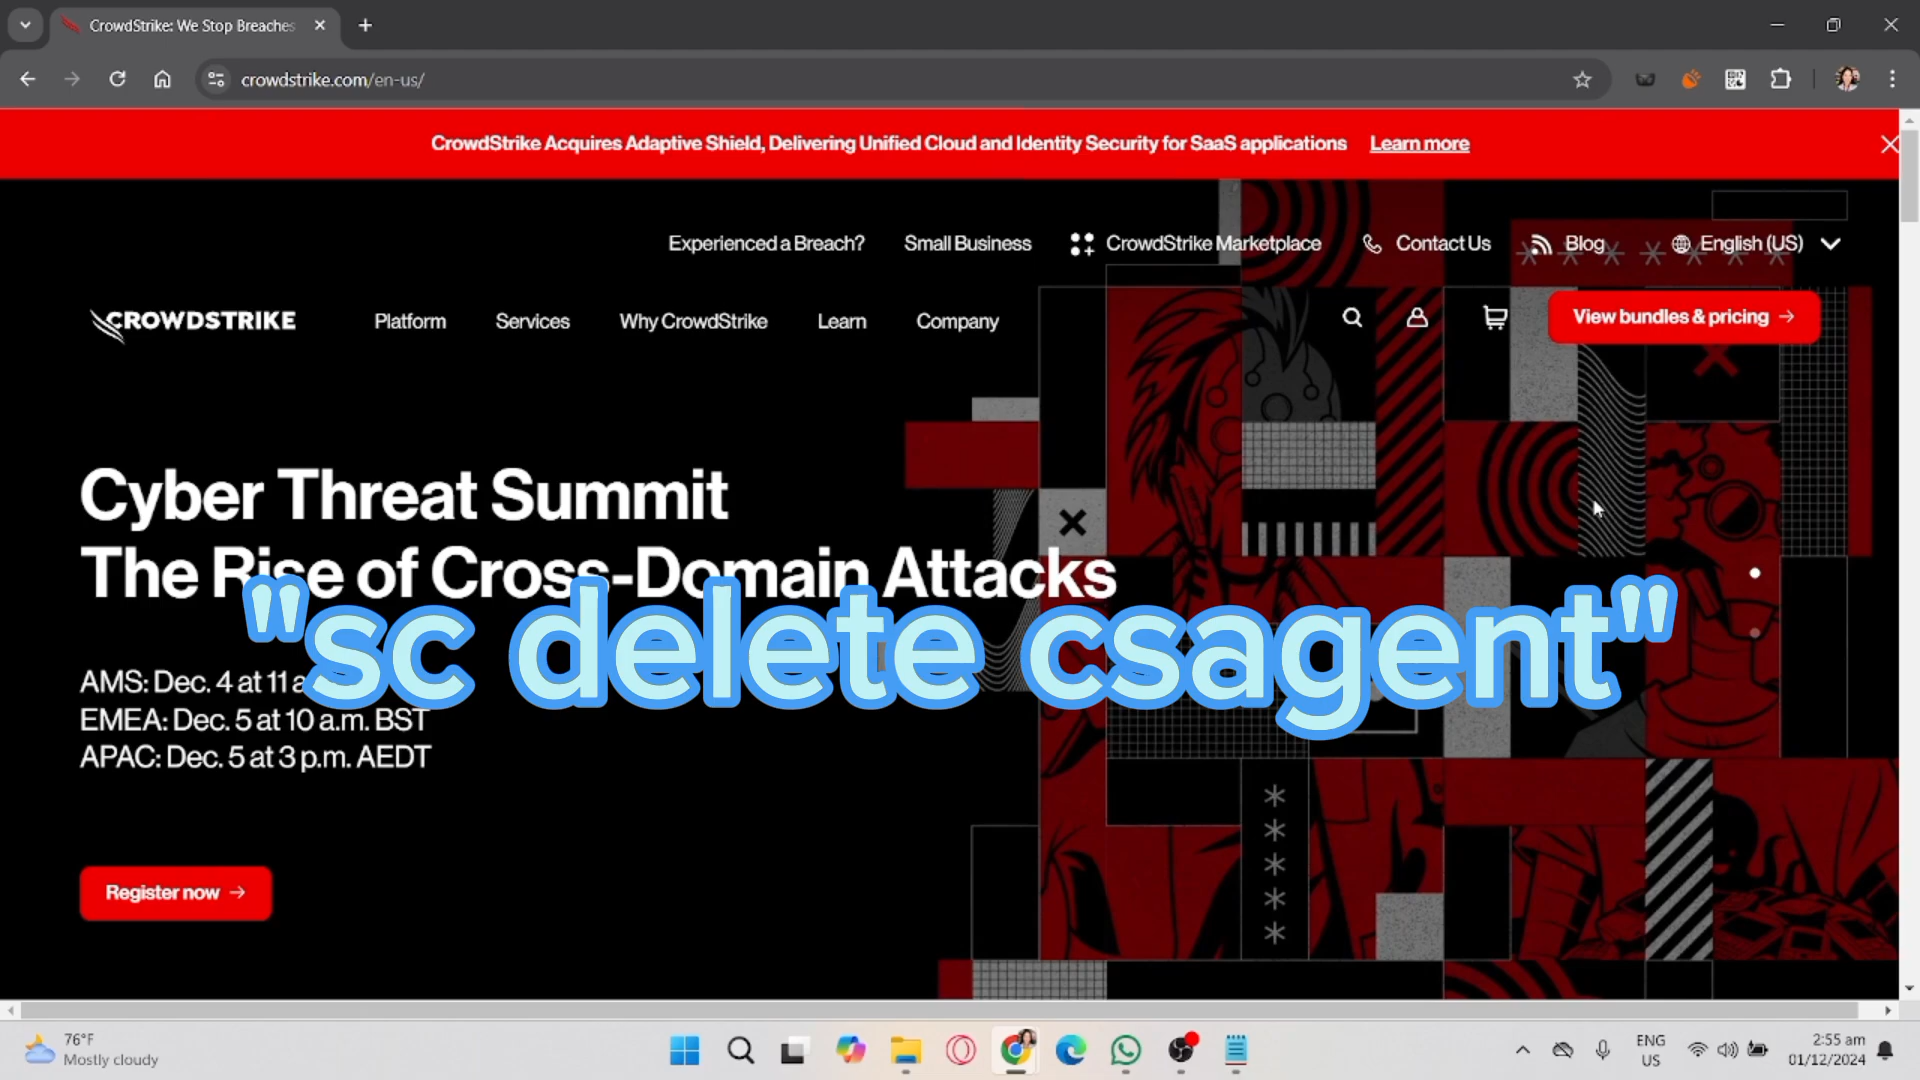 CrowdStrike: We Stop Breaches
crowdstrike.com/en-us/
CrowdStrike Acquires Adaptive Shield, Delivering Unified Cloud and Identity Security for SaaS applications Learn more
Experienced a Breach? Small Business CrowdStrike Marketplace Contact Us Blog English (US)
CROWDSTRIKE Platform Services Why CrowdStrike Learn Company View bundles & pricing →
Cyber Threat Summit
The Rise of Cross-Domain Attacks
"sc delete csagent"
AMS: Dec. 4 at 11 a
EMEA: Dec. 5 at 10 a.m. BST
APAC: Dec. 5 at 3 p.m. AEDT
Register now →
76°F
Mostly cloudy
ENG
US
2:55 am
01/12/2024